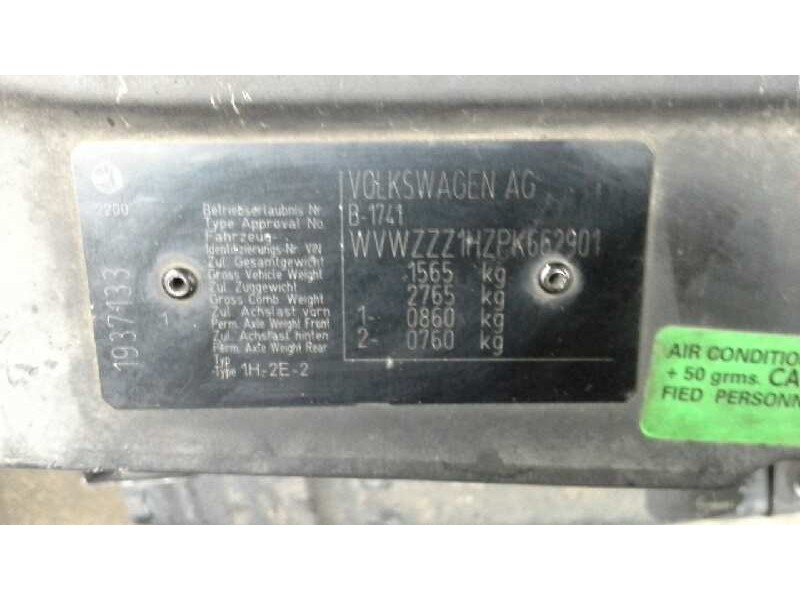 VOLKSWAGEN AG
2200
Betriebserlaubnis Nr.
Type Approval No.
B-1741
Fahrzeug-
Identifizierungs-Nr. VIN
WVWZZZ1HZPK662901
Zul. Gesamtgewicht
Gross Vehicle Weight
1565 kg
Zul. Zuggewicht
Gross Comb Weight
2765 kg
Zul. Achslast vorn
Perm. Axle Weight Front
1- 0860 kg
Zul. Achslast hinten
Perm. Axle Weight Rear
2- 0760 kg
Typ
Type 1H-2E-2
1937133
AIR CONDITION
+ 50 grms. CA
FIED PERSONN